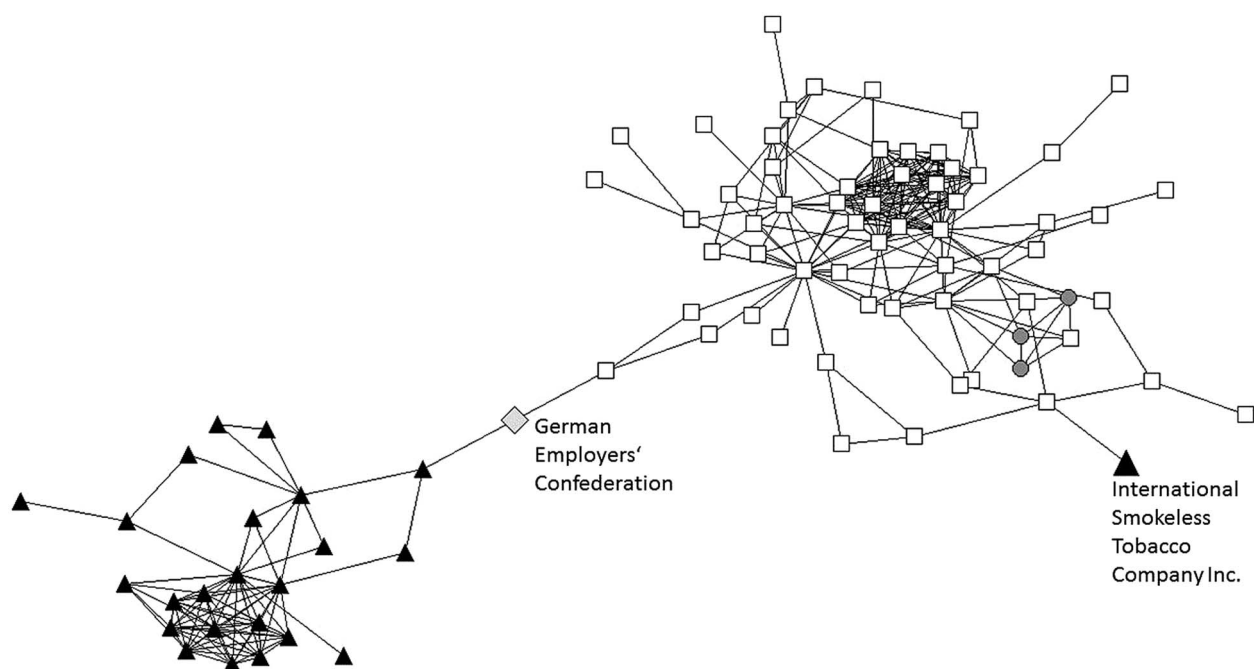 German
Employers‘
Confederation
International
Smokeless
Tobacco
Company Inc.